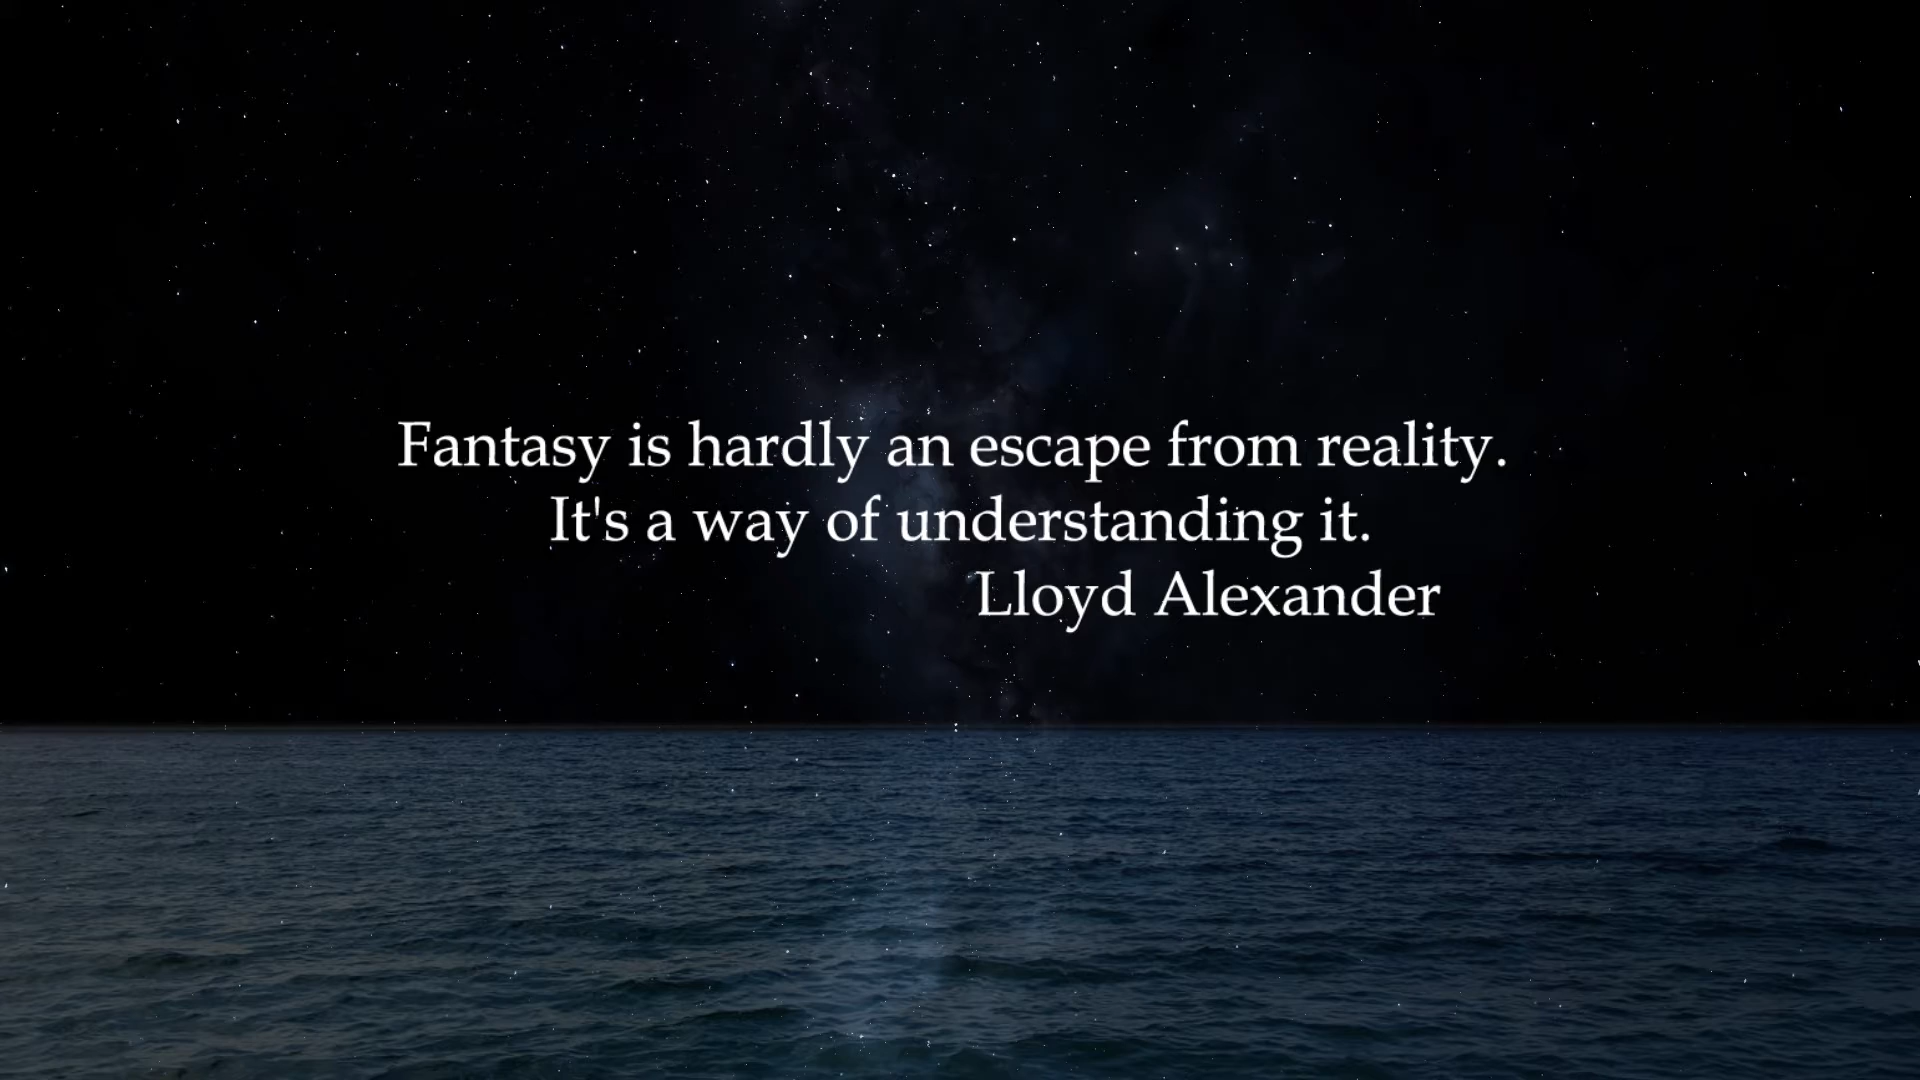 Fantasy is hardly an escape from reality.
It's a way of understanding it.
Lloyd Alexander